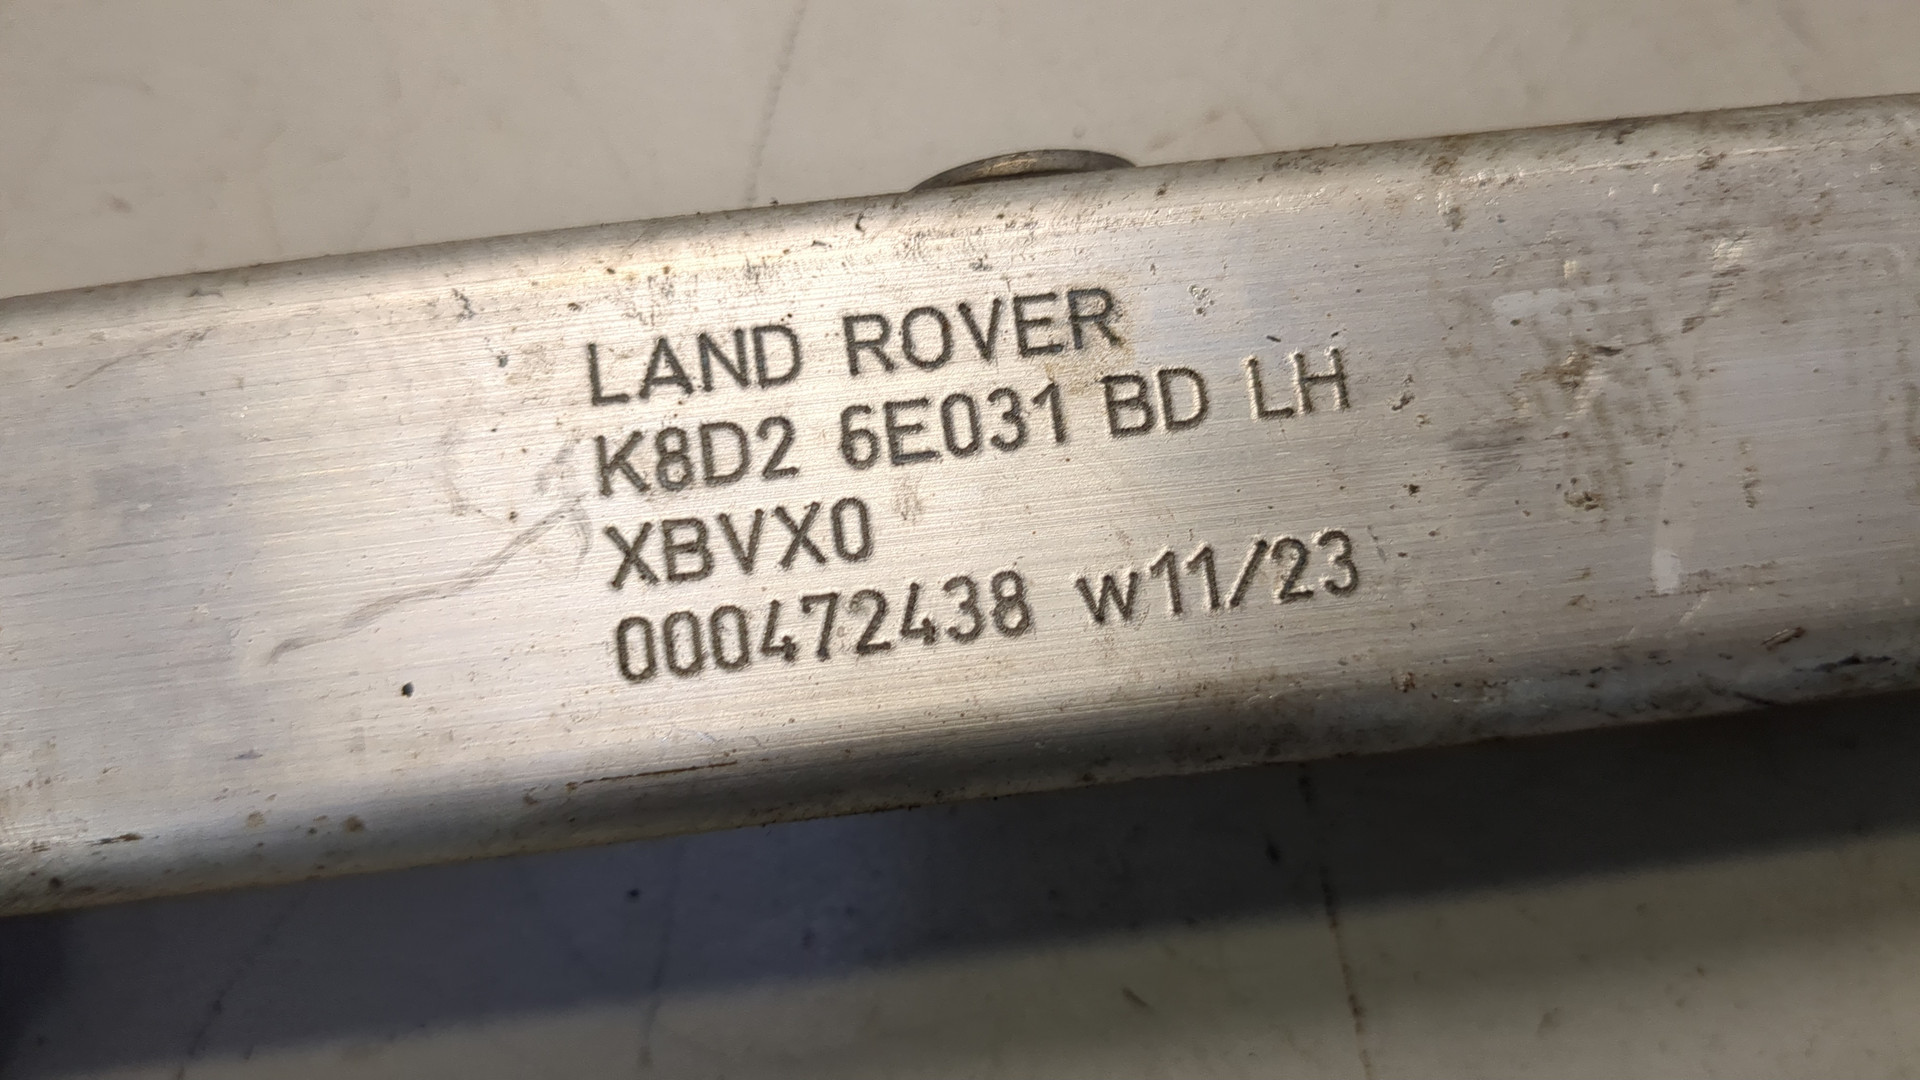 LAND ROVER
K8D2 6E031 BD LH
XBVX0
000472438 w11/23